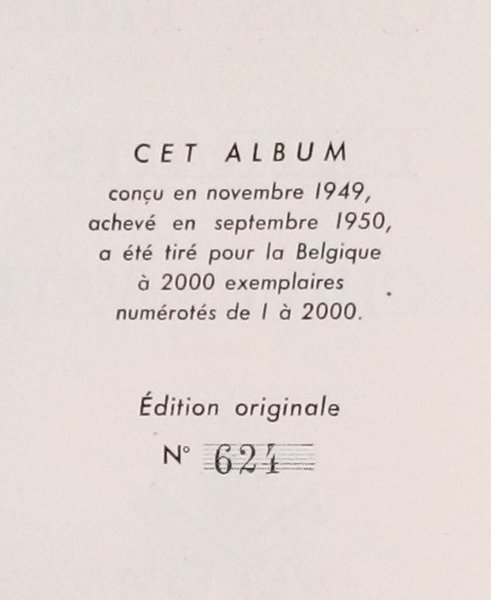 CET ALBUM
conçu en novembre 1949,
achevé en septembre 1950,
a été tiré pour la Belgique
à 2000 exemplaires
numérotés de 1 à 2000.
Édition originale
N° 624